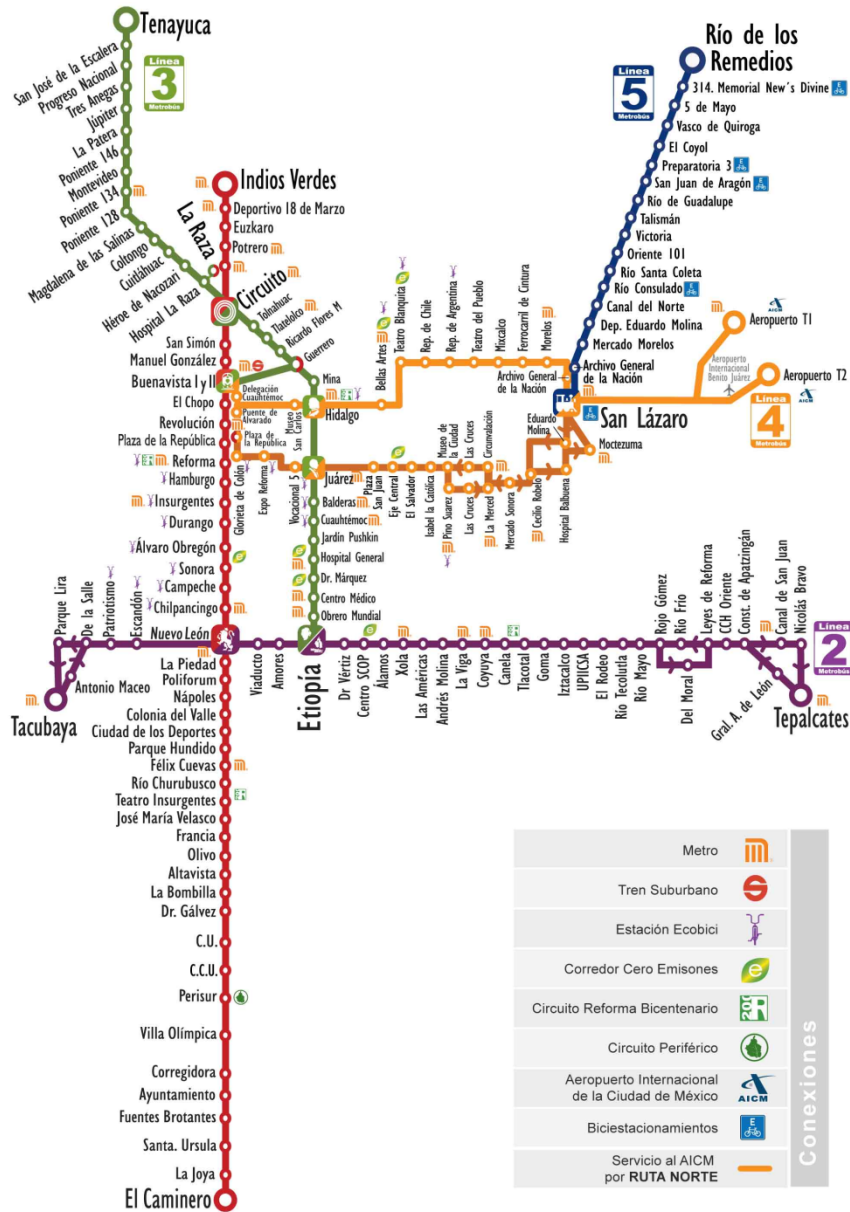 Tenayuca
San José de la Escalera
Progreso Nacional
Tres Anegas
Júpiter
La Patera
Poniente 146
Montevideo
Poniente 134
Poniente 128
Magdalena de las Salinas
Coltongo
Cuitláhuac
Héroe de Nacozari
Hospital La Raza
La Raza
Circuito
Tolnahuac
Tlatelolco
Ricardo Flores M
Guerrero
Mina
Línea
3
Metrobús
Indios Verdes
Deportivo 18 de Marzo
Euzkaro
Potrero
San Simón
Manuel González
Buenavista I y II
El Chopo
Revolución
Plaza de la República
Reforma
Hamburgo
Insurgentes
Durango
Álvaro Obregón
Sonora
Campeche
Chilpancingo
Nuevo León
La Piedad
Poliforum
Nápoles
Colonia del Valle
Ciudad de los Deportes
Parque Hundido
Félix Cuevas
Río Churubusco
Teatro Insurgentes
José María Velasco
Francia
Olivo
Altavista
La Bombilla
Dr. Gálvez
C.U.
C.C.U.
Perisur
Villa Olímpica
Corregidora
Ayuntamiento
Fuentes Brotantes
Santa. Ursula
La Joya
El Caminero
Delegación
Cuauhtémoc
Puente de
Alvarado
Plaza de
la República
Museo
San Carlos
Hidalgo
Glorieta de Colón
Expo Reforma
Vocacional 5
Juárez
Balderas
Cuauhtémoc
Jardín Pushkin
Hospital General
Dr. Márquez
Centro Médico
Obrero Mundial
Etiopía
Bellas Artes
Teatro Blanquita
Rep. de Chile
Rep. de Argentina
Teatro del Pueblo
Mixcalco
Ferrocarril de Cintura
Morelos
Archivo General
de la Nación
Plaza
San Juan
Eje Central
El Salvador
Isabel la Católica
Museo de
la Ciudad
Pino Suarez
Las Cruces
Las Cruces
Circunvalación
La Merced
Mercado Sonora
Cecilio Robelo
Hospital Balbuena
Eduardo
Molina
Moctezuma
San Lázaro
Río de los
Remedios
Línea
5
Metrobús
314. Memorial New's Divine
5 de Mayo
Vasco de Quiroga
El Coyol
Preparatoria 3
San Juan de Aragón
Río de Guadalupe
Talismán
Victoria
Oriente 101
Río Santa Coleta
Río Consulado
Canal del Norte
Dep. Eduardo Molina
Mercado Morelos
Archivo General
de la Nación
Aeropuerto T1
AICM
Aeropuerto
Internacional
Benito Juárez
Aeropuerto T2
AICM
Línea
4
Metrobús
Parque Lira
De la Salle
Patriotismo
Escandón
Antonio Maceo
Tacubaya
Viaducto
Amores
Dr Vértiz
Centro SCOP
Álamos
Xola
Las Américas
Andrés Molina
La Viga
Coyuya
Canela
Tlacotal
Goma
Iztacalco
UPIICSA
El Rodeo
Río Tecolutla
Río Mayo
Rojo Gómez
Río Frío
Del Moral
Leyes de Reforma
CCH Oriente
Const. de Apatzingán
Canal de San Juan
Nicolás Bravo
Gral. A. de León
Tepalcates
Línea
2
Metrobús
Metro
Tren Suburbano
Estación Ecobici
Corredor Cero Emisones
Circuito Reforma Bicentenario
Circuito Periférico
Aeropuerto Internacional
de la Ciudad de México
AICM
Biciestacionamientos
Servicio al AICM
por RUTA NORTE
Conexiones